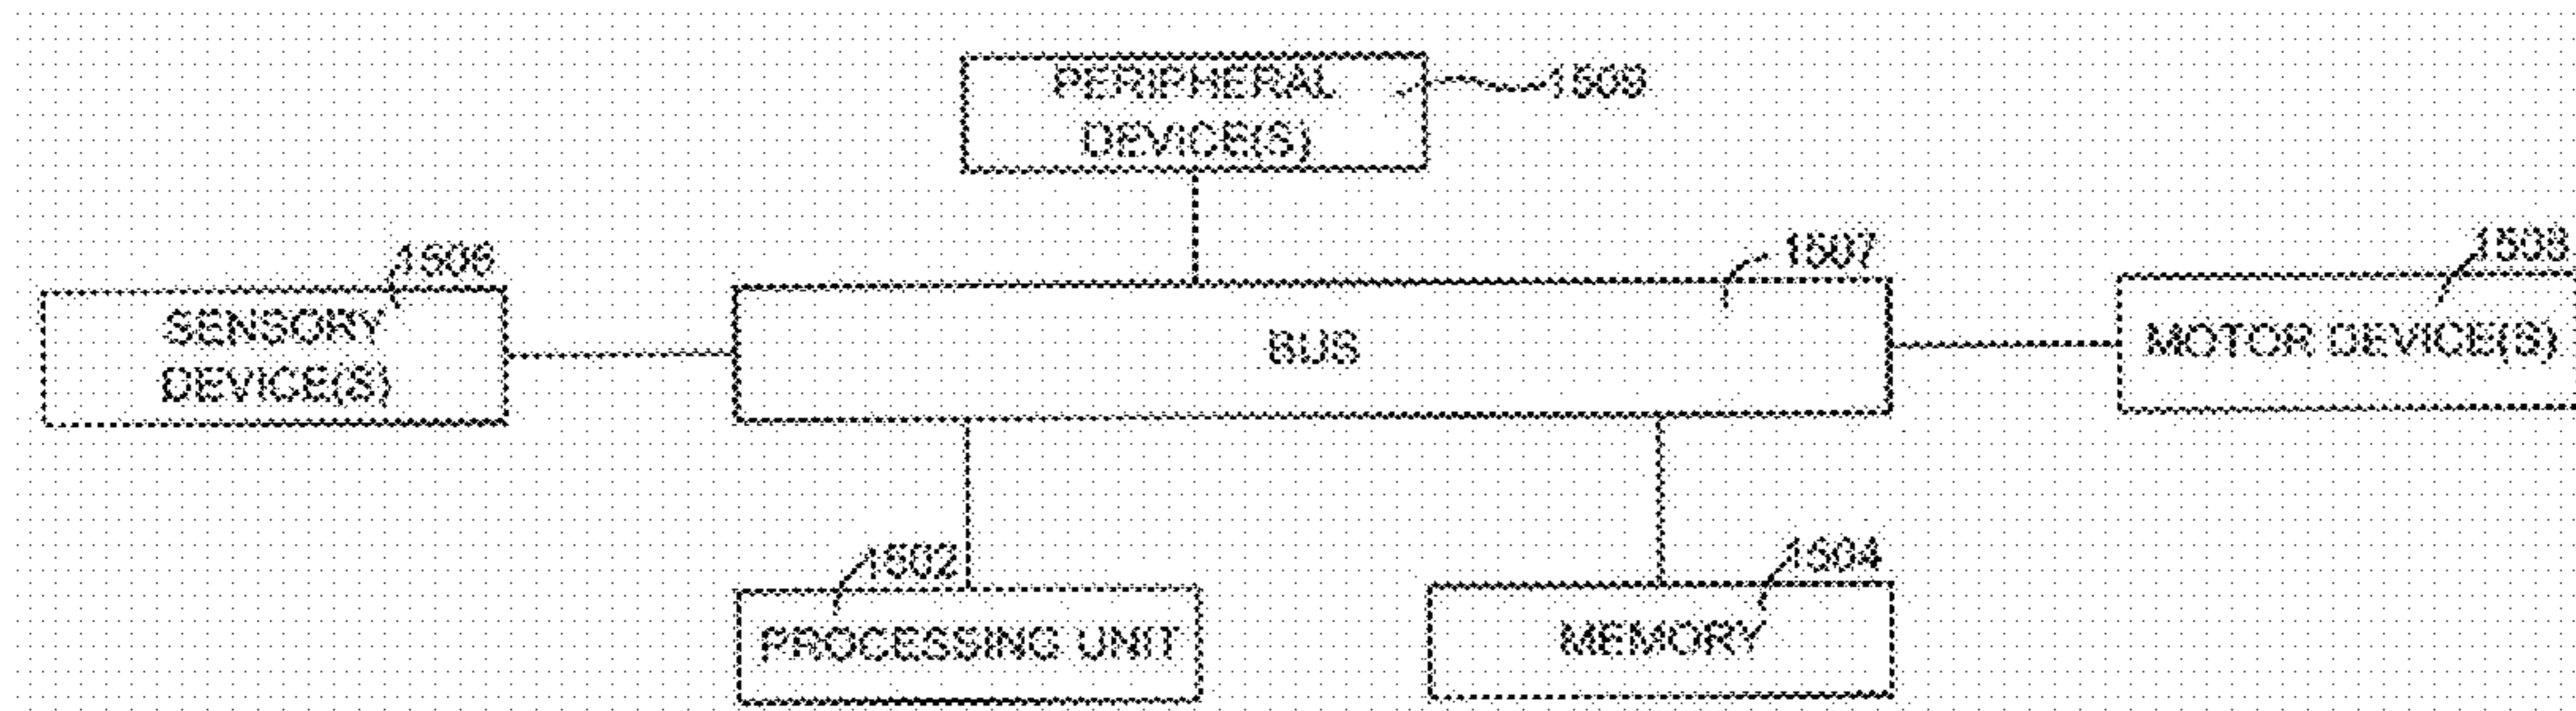 PERIPHERAL
DEVICE(S)
1509
1506
1507
1508
SENSORY
DEVICE(S)
BUS
MOTOR DEVICE(S)
1502
1504
PROCESSING UNIT
MEMORY